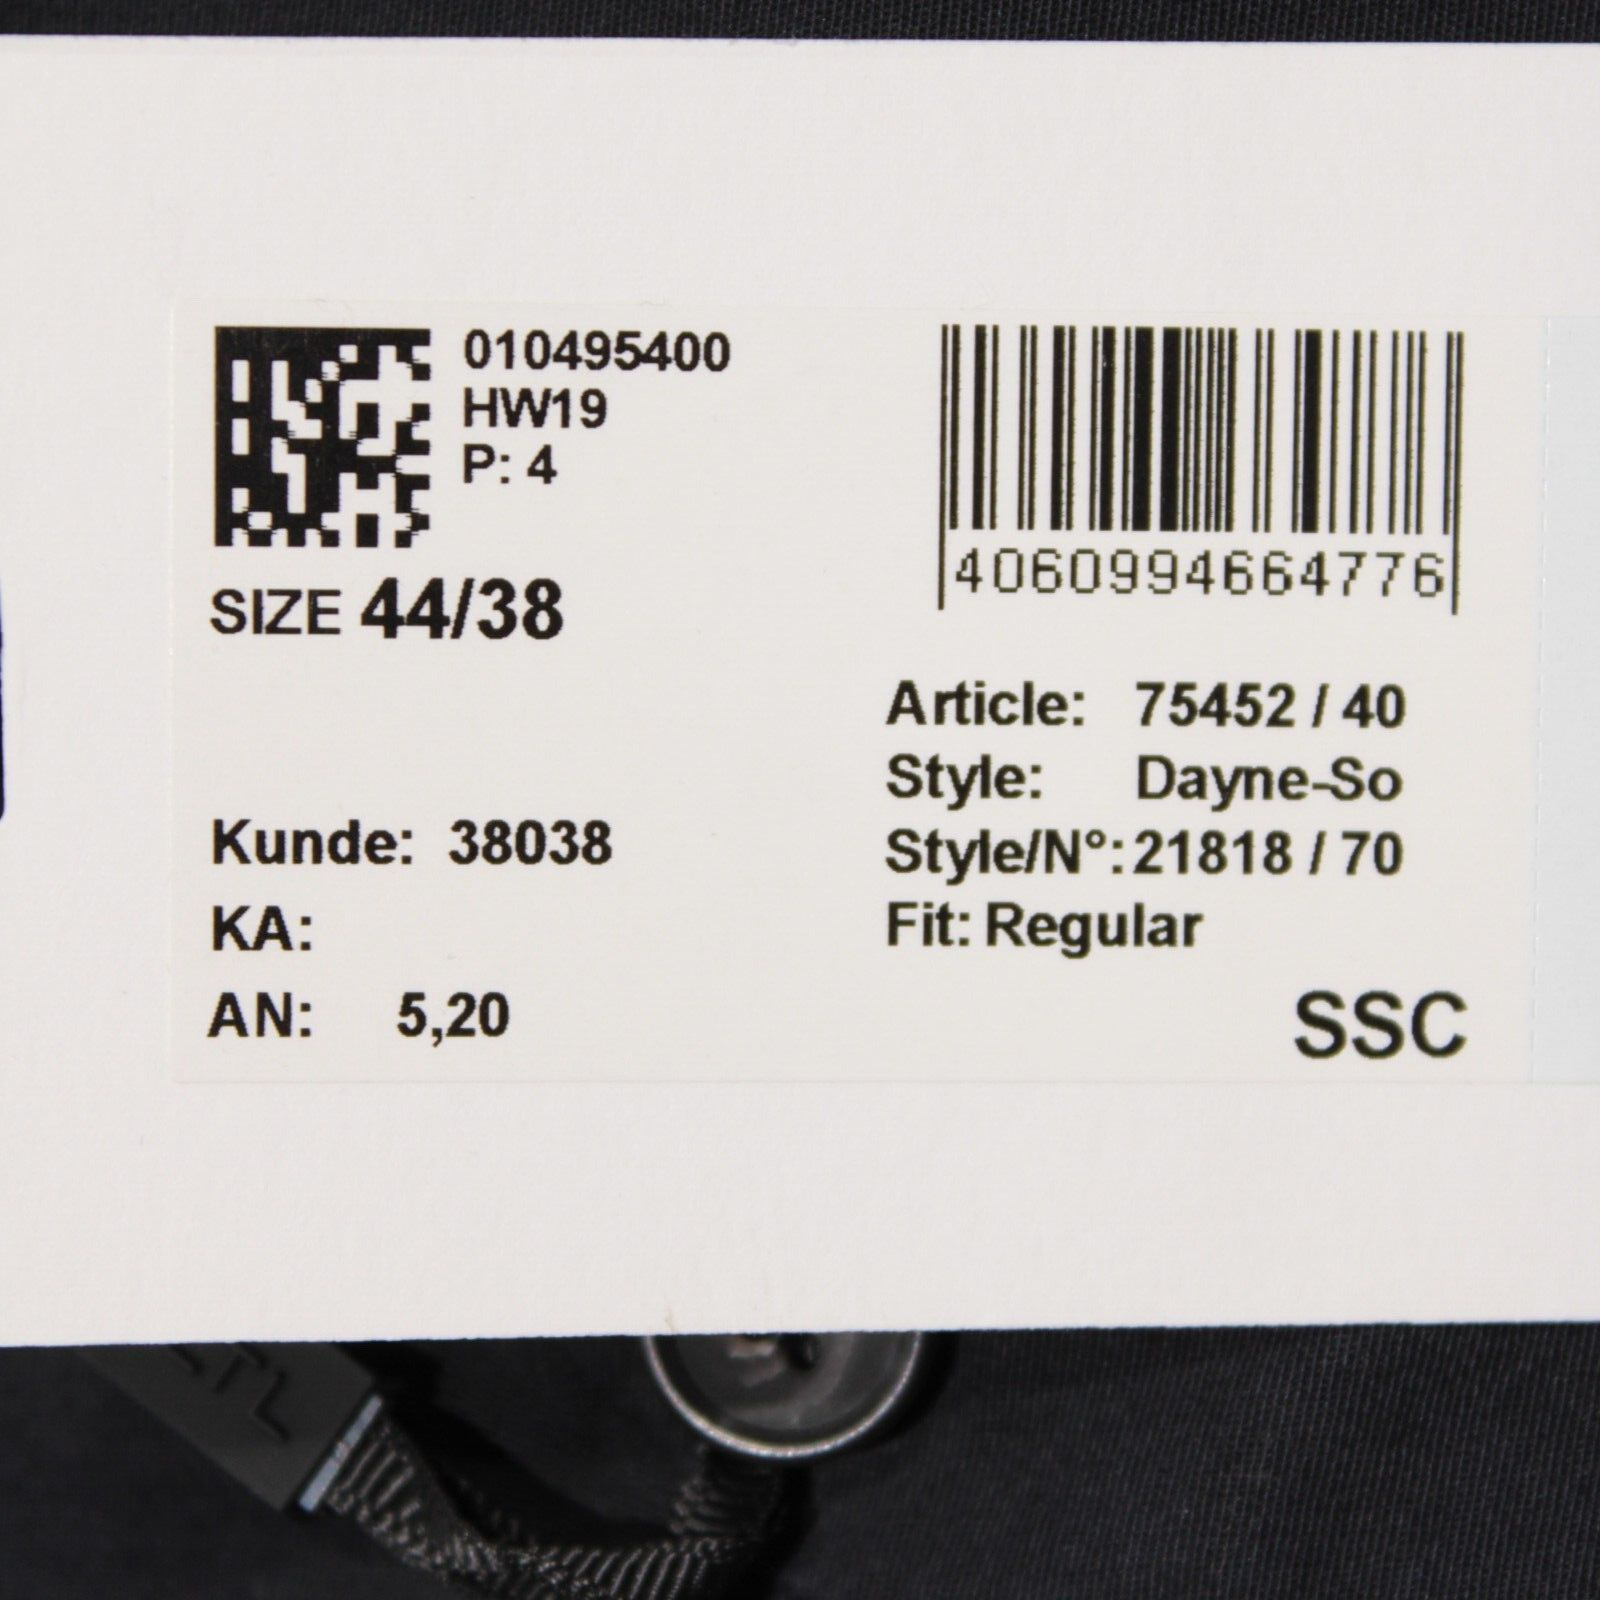 010495400
HW19
P: 4
SIZE 44/38
Kunde: 38038
KA:
AN: 5,20
4060994664776
Article: 75452 / 40
Style: Dayne-So
Style/N°: 21818 / 70
Fit: Regular
SSC